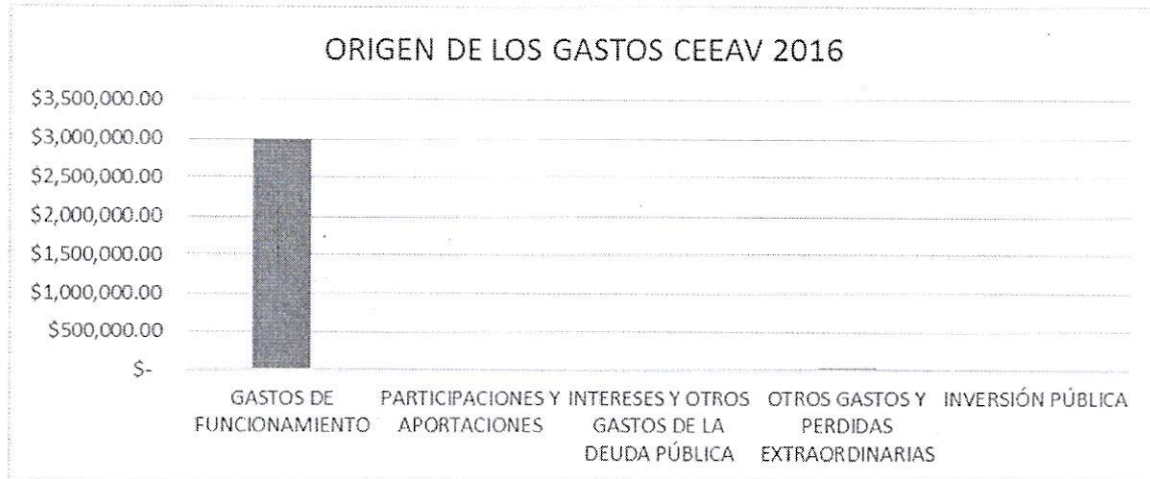 ORIGEN DE LOS GASTOS CEEAV 2016
$3,500,000.00
$3,000,000.00
$2,500,000.00
$2,000,000.00
$1,500,000.00
$1,000,000.00
$500,000.00
$-
GASTOS DE
FUNCIONAMIENTO
PARTICIPACIONES Y
APORTACIONES
INTERESES Y OTROS
GASTOS DE LA
DEUDA PÚBLICA
OTROS GASTOS Y
PERDIDAS
EXTRAORDINARIAS
INVERSIÓN PÚBLICA